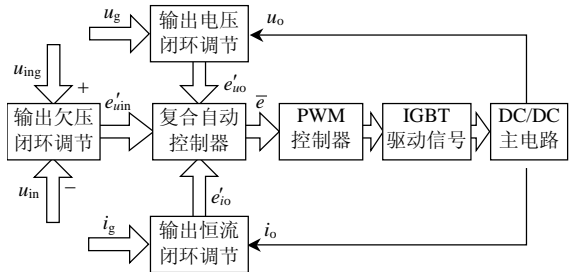 u_g
输出电压
闭环调节
u_o
u_ing
+
e'_uo
输出欠压
闭环调节
e'_uin
复合自动
控制器
e̅
PWM
控制器
IGBT
驱动信号
DC/DC
主电路
u_in
−
e'_io
i_g
输出恒流
闭环调节
i_o